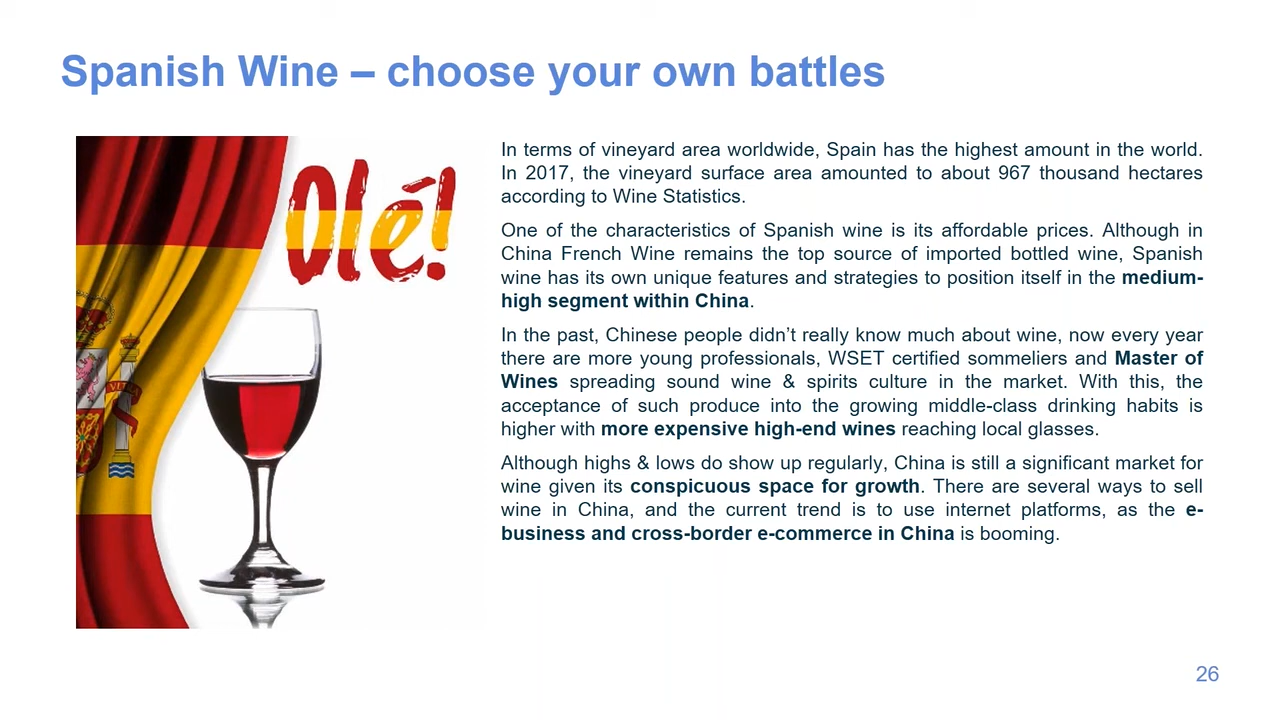 Spanish Wine – choose your own battles
Olé!
In terms of vineyard area worldwide, Spain has the highest amount in the world.
In 2017, the vineyard surface area amounted to about 967 thousand hectares
according to Wine Statistics.
One of the characteristics of Spanish wine is its affordable prices. Although in
China French Wine remains the top source of imported bottled wine, Spanish
wine has its own unique features and strategies to position itself in the medium-
high segment within China.
In the past, Chinese people didn’t really know much about wine, now every year
there are more young professionals, WSET certified sommeliers and Master of
Wines spreading sound wine & spirits culture in the market. With this, the
acceptance of such produce into the growing middle-class drinking habits is
higher with more expensive high-end wines reaching local glasses.
Although highs & lows do show up regularly, China is still a significant market for
wine given its conspicuous space for growth. There are several ways to sell
wine in China, and the current trend is to use internet platforms, as the e-
business and cross-border e-commerce in China is booming.
26